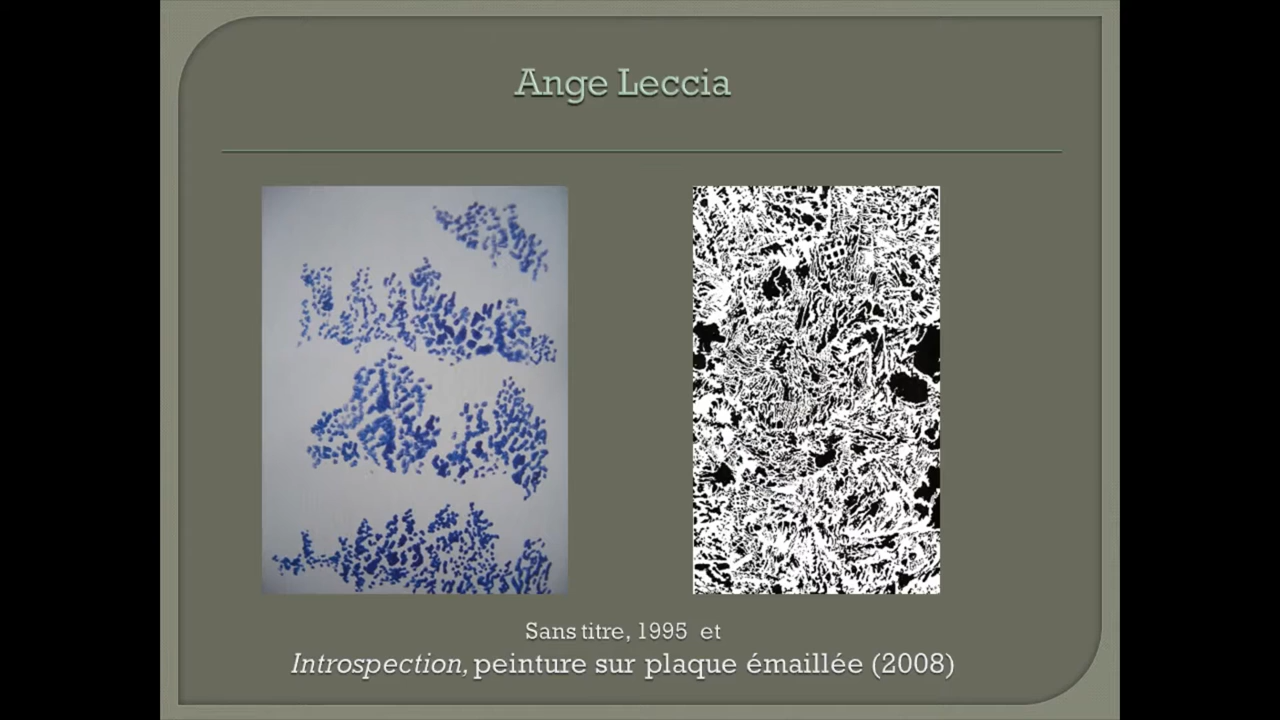 Ange Leccia
Sans titre, 1995 et
Introspection, peinture sur plaque émaillée (2008)